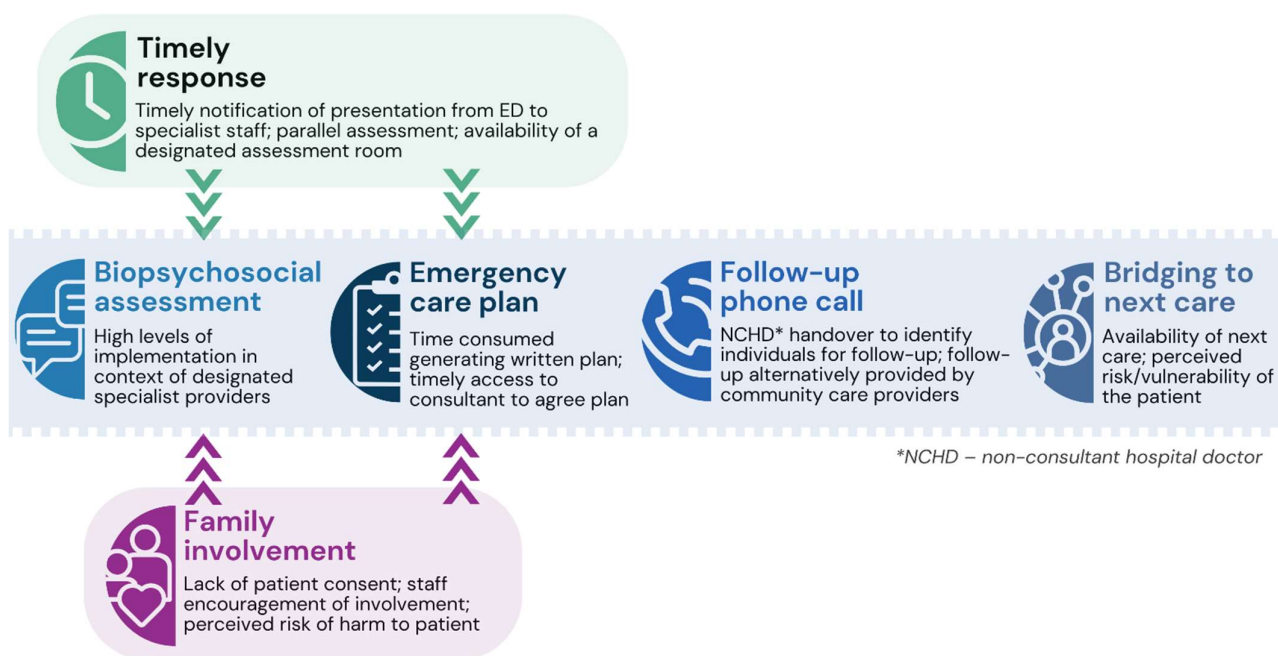 Timely
response
Timely notification of presentation from ED to
specialist staff; parallel assessment; availability of a
designated assessment room
Biopsychosocial
assessment
High levels of
implementation in
context of designated
specialist providers
Emergency
care plan
Time consumed
generating written plan;
timely access to
consultant to agree plan
Follow-up
phone call
NCHD* handover to identify
individuals for follow-up; follow-
up alternatively provided by
community care providers
Bridging to
next care
Availability of next
care; perceived
risk/vulnerability of
the patient
*NCHD – non-consultant hospital doctor
Family
involvement
Lack of patient consent; staff
encouragement of involvement;
perceived risk of harm to patient